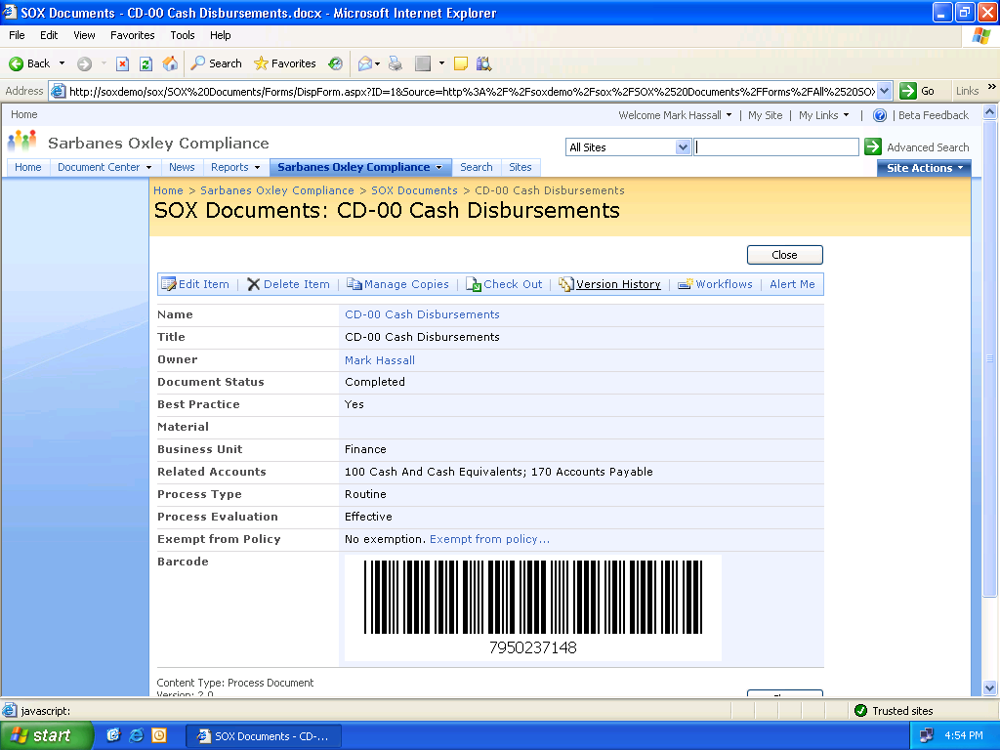 SOX Documents - CD-00 Cash Disbursements.docx - Microsoft Internet Explorer
File Edit View Favorites Tools Help
Back Search Favorites
Address http://soxdemo/sox/SOX%20Documents/Forms/DispForm.aspx?ID=1&Source=http%3A%2F%2Fsoxdemo%2Fsox%2FSOX%2520Documents%2FForms%2FAll%2520SO Go Links »
Home Welcome Mark Hassall | My Site | My Links | Beta Feedback
Sarbanes Oxley Compliance All Sites Advanced Search
Home Document Center News Reports Sarbanes Oxley Compliance Search Sites Site Actions
Home > Sarbanes Oxley Compliance > SOX Documents > CD-00 Cash Disbursements
SOX Documents: CD-00 Cash Disbursements
Close
Edit Item | Delete Item | Manage Copies | Check Out | Version History | Workflows | Alert Me
Name CD-00 Cash Disbursements
Title CD-00 Cash Disbursements
Owner Mark Hassall
Document Status Completed
Best Practice Yes
Material
Business Unit Finance
Related Accounts 100 Cash And Cash Equivalents; 170 Accounts Payable
Process Type Routine
Process Evaluation Effective
Exempt from Policy No exemption. Exempt from policy...
Barcode
7950237148
Content Type: Process Document
Version: 2.0
javascript: Trusted sites
start SOX Documents - CD-... 4:54 PM